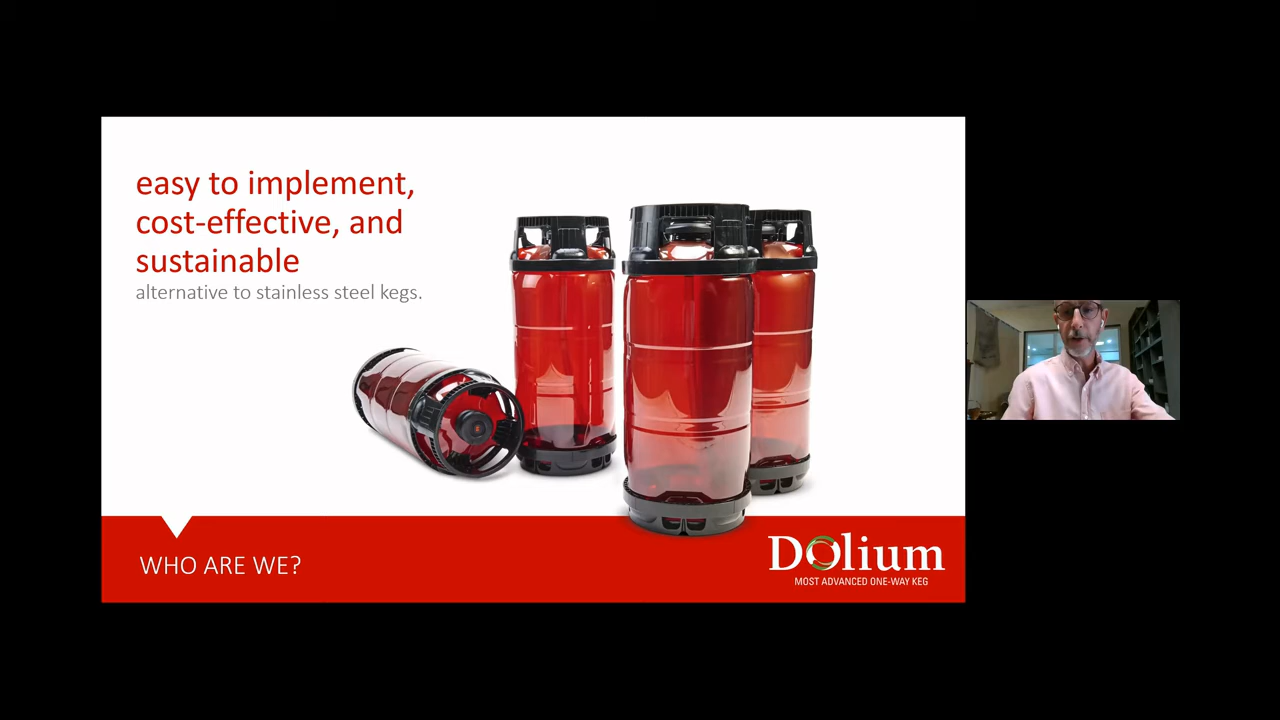 easy to implement,
cost-effective, and
sustainable
alternative to stainless steel kegs.
WHO ARE WE?
Dolium
MOST ADVANCED ONE-WAY KEG